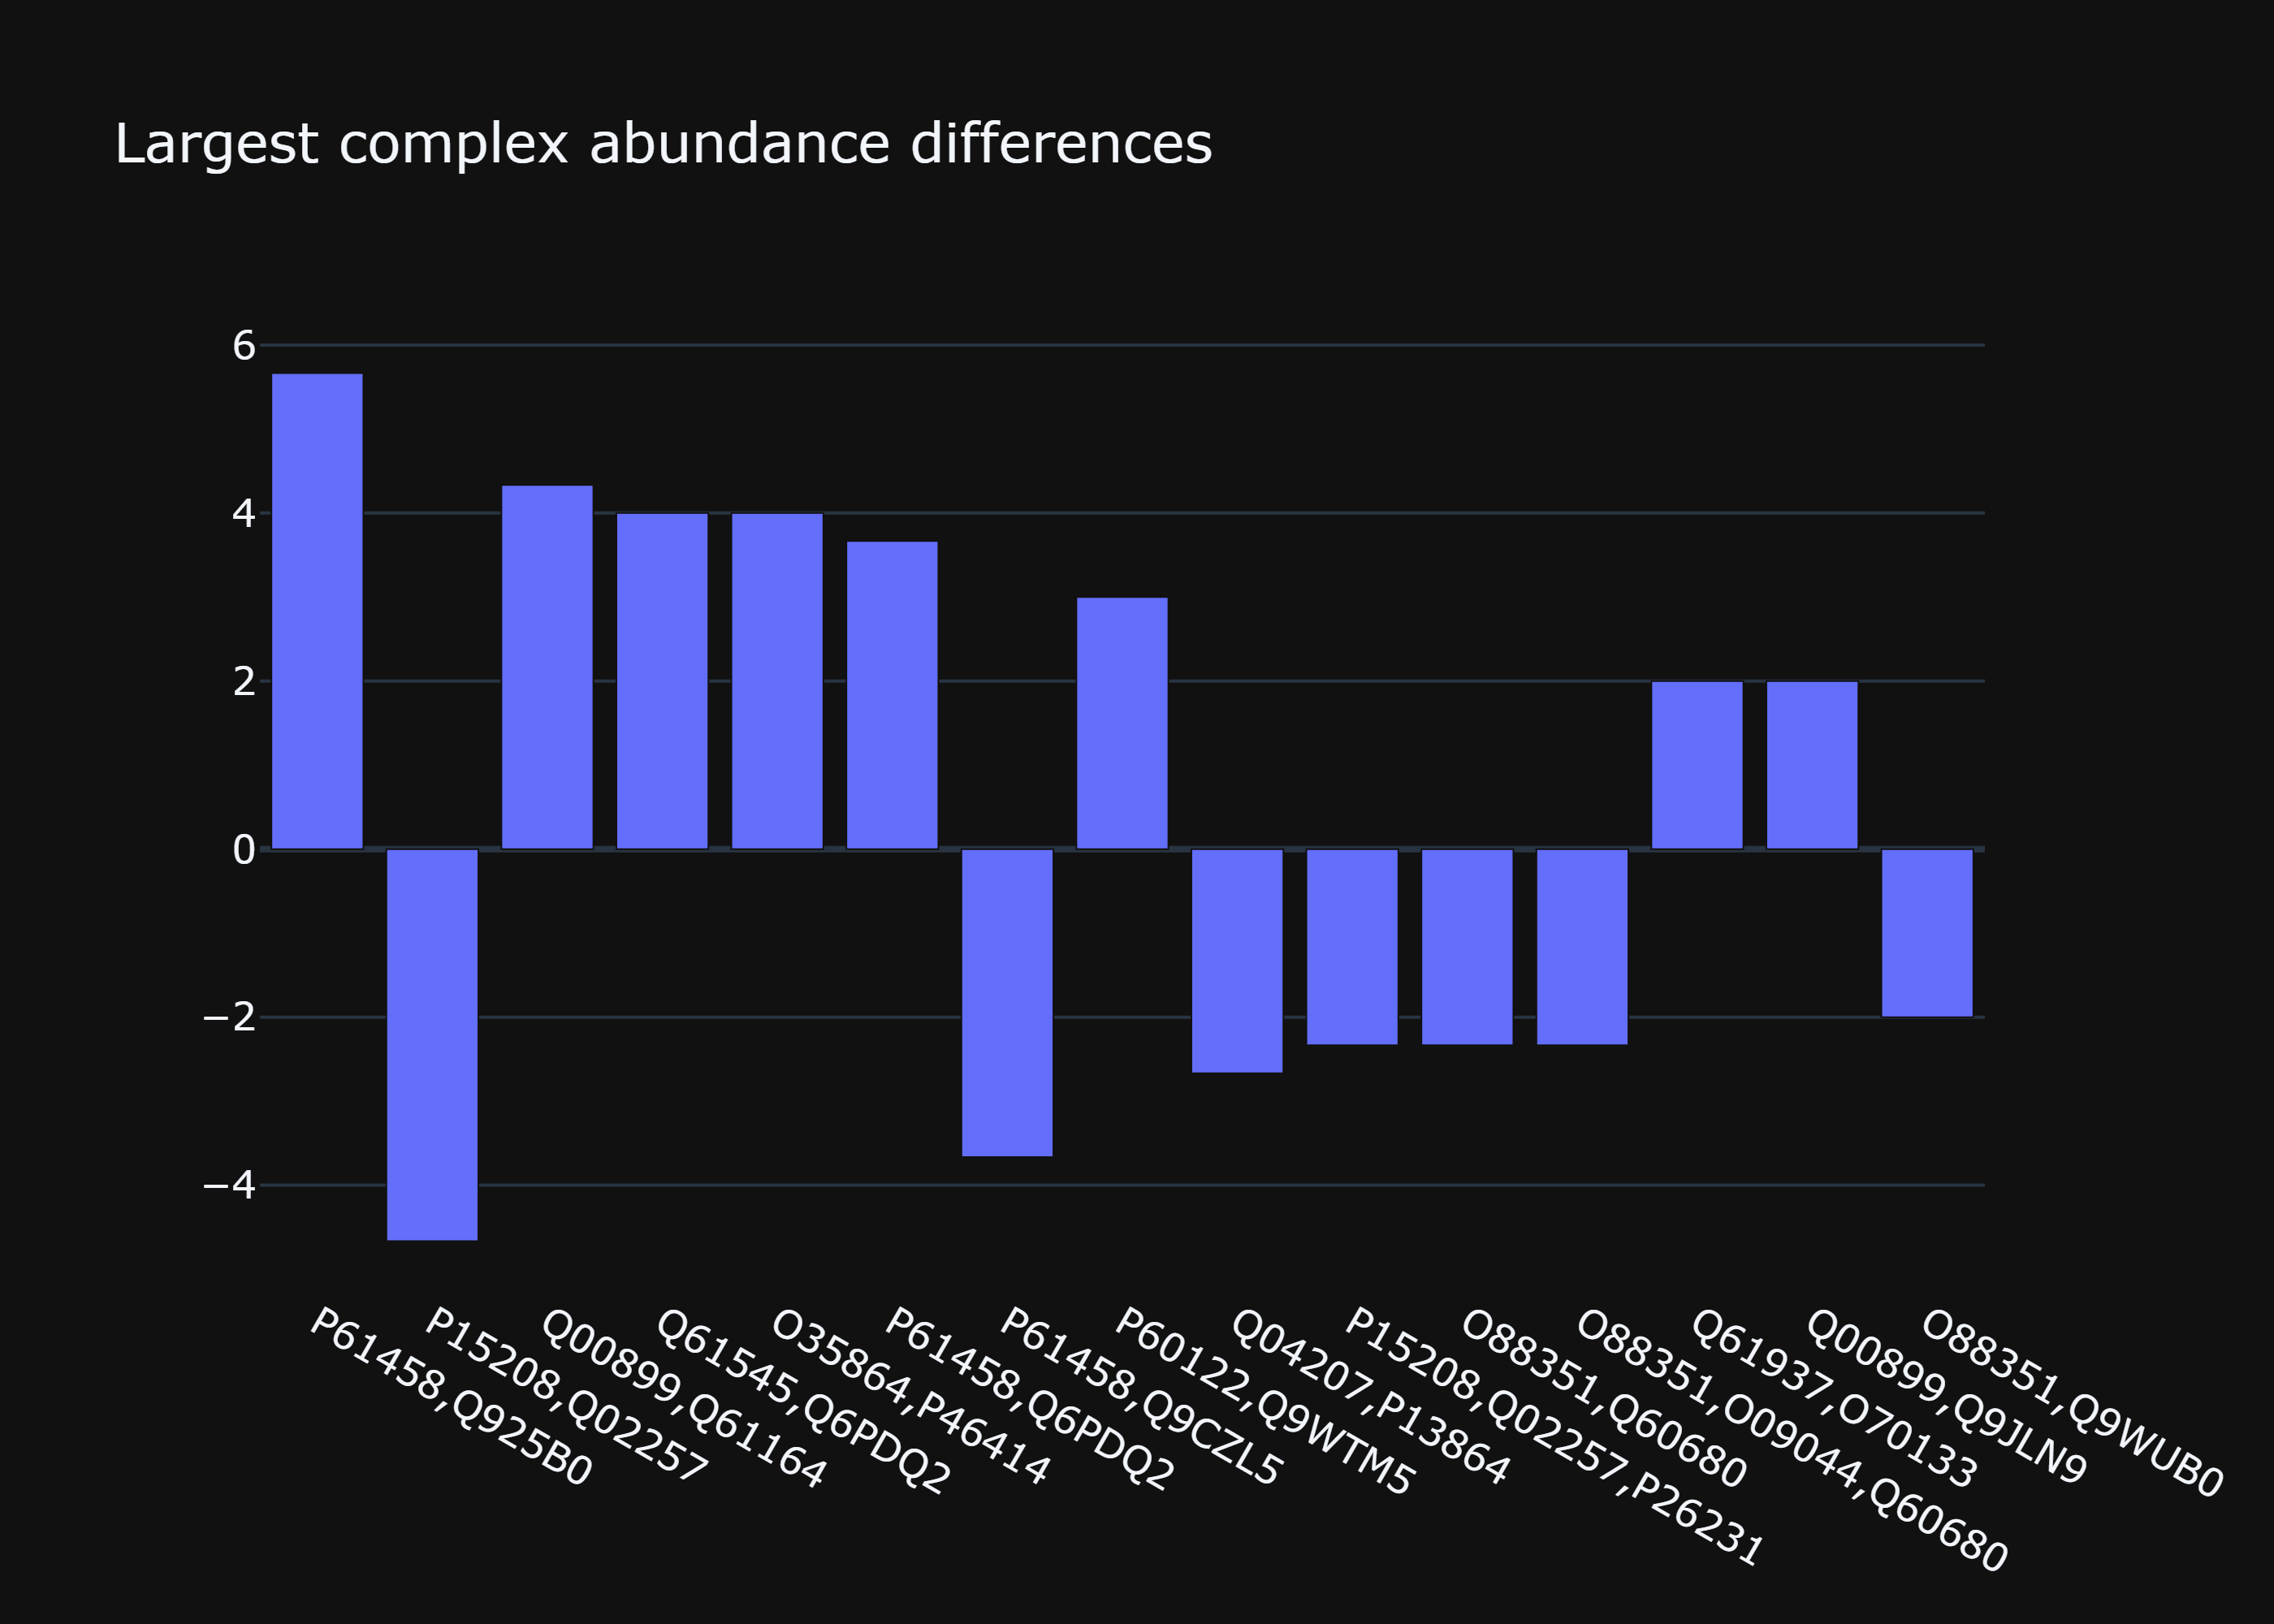 Largest complex abundance differences
6
4
2
0
−2
−4
P61458,Q925B0
P15208,Q02257
Q00899,Q61164
Q61545,Q6PDQ2
O35864,P46414
P61458,Q6PDQ2
P61458,Q9CZL5
P60122,Q9WTM5
Q04207,P13864
P15208,Q02257,P26231
O88351,Q60680
O88351,O09044,Q60680
Q61937,O70133
Q00899,Q9JLN9
O88351,Q9WUB0